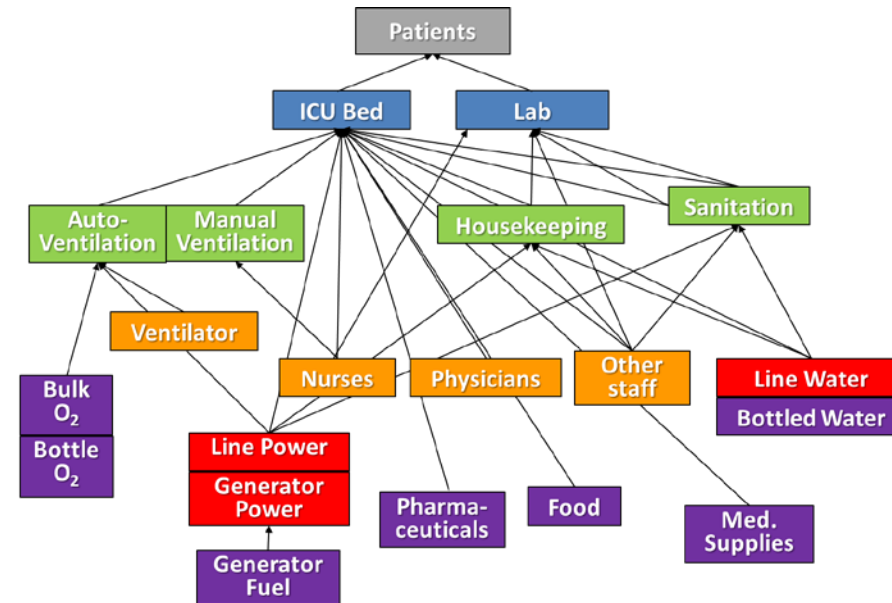 Patients
ICU Bed
Lab
Auto-
Ventilation
Manual
Ventilation
Housekeeping
Sanitation
Ventilator
Nurses
Physicians
Other
staff
Line Water
Bottled Water
Bulk
O₂
Bottle
O₂
Line Power
Generator
Power
Pharma-
ceuticals
Food
Med.
Supplies
Generator
Fuel